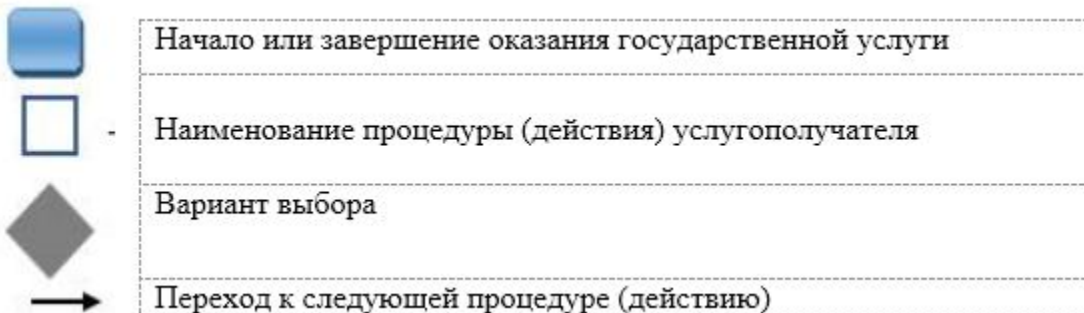 Начало или завершение оказания государственной услуги
- Наименование процедуры (действия) услугополучателя
Вариант выбора
Переход к следующей процедуре (действию)